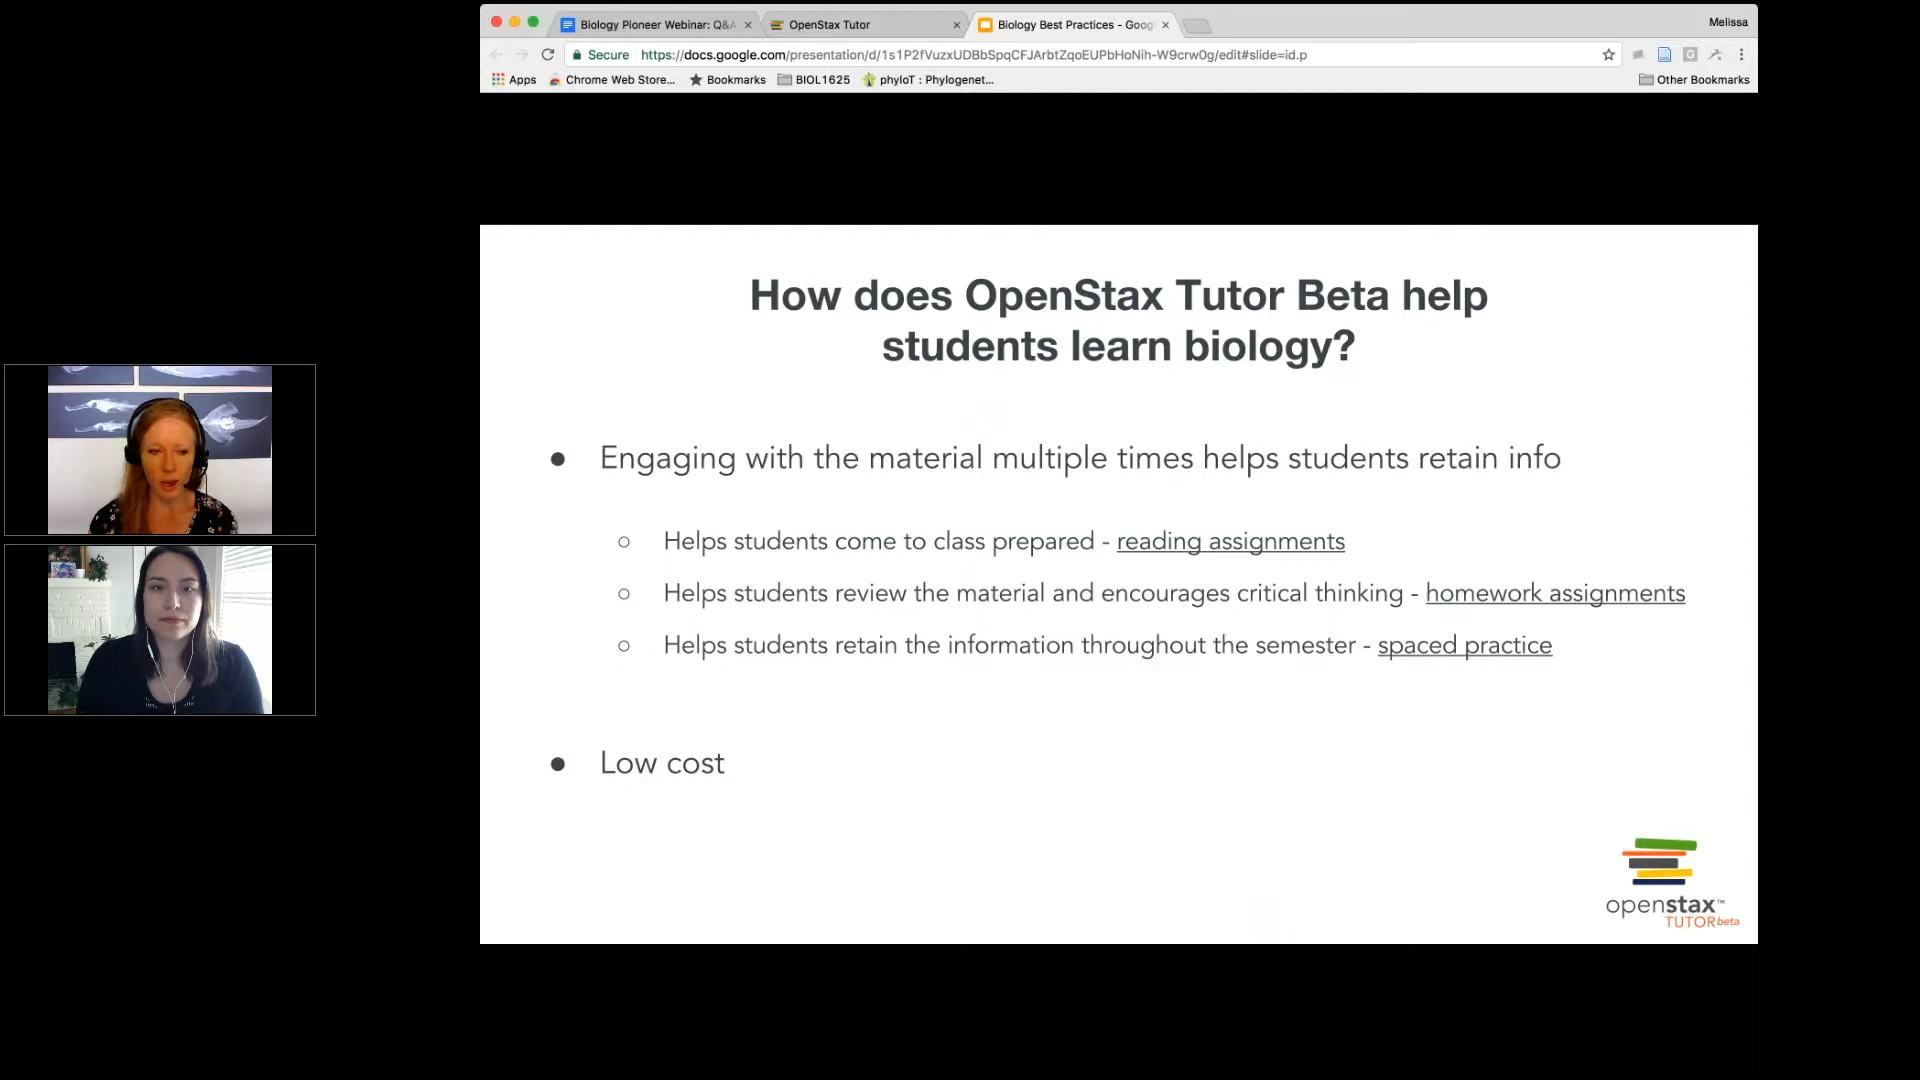 Biology Pioneer Webinar: Q&A
OpenStax Tutor
Biology Best Practices - Goog
Melissa
Secure
https://docs.google.com/presentation/d/1s1P2fVuzxUDBbSpqCFJArbtZqoEUPbHoNih-W9crw0g/edit#slide=id.p
Apps
Chrome Web Store...
Bookmarks
BIOL1625
phyloT : Phylogenet...
Other Bookmarks
How does OpenStax Tutor Beta help
students learn biology?
● Engaging with the material multiple times helps students retain info
○ Helps students come to class prepared - reading assignments
○ Helps students review the material and encourages critical thinking - homework assignments
○ Helps students retain the information throughout the semester - spaced practice
● Low cost
openstax™
TUTOR beta